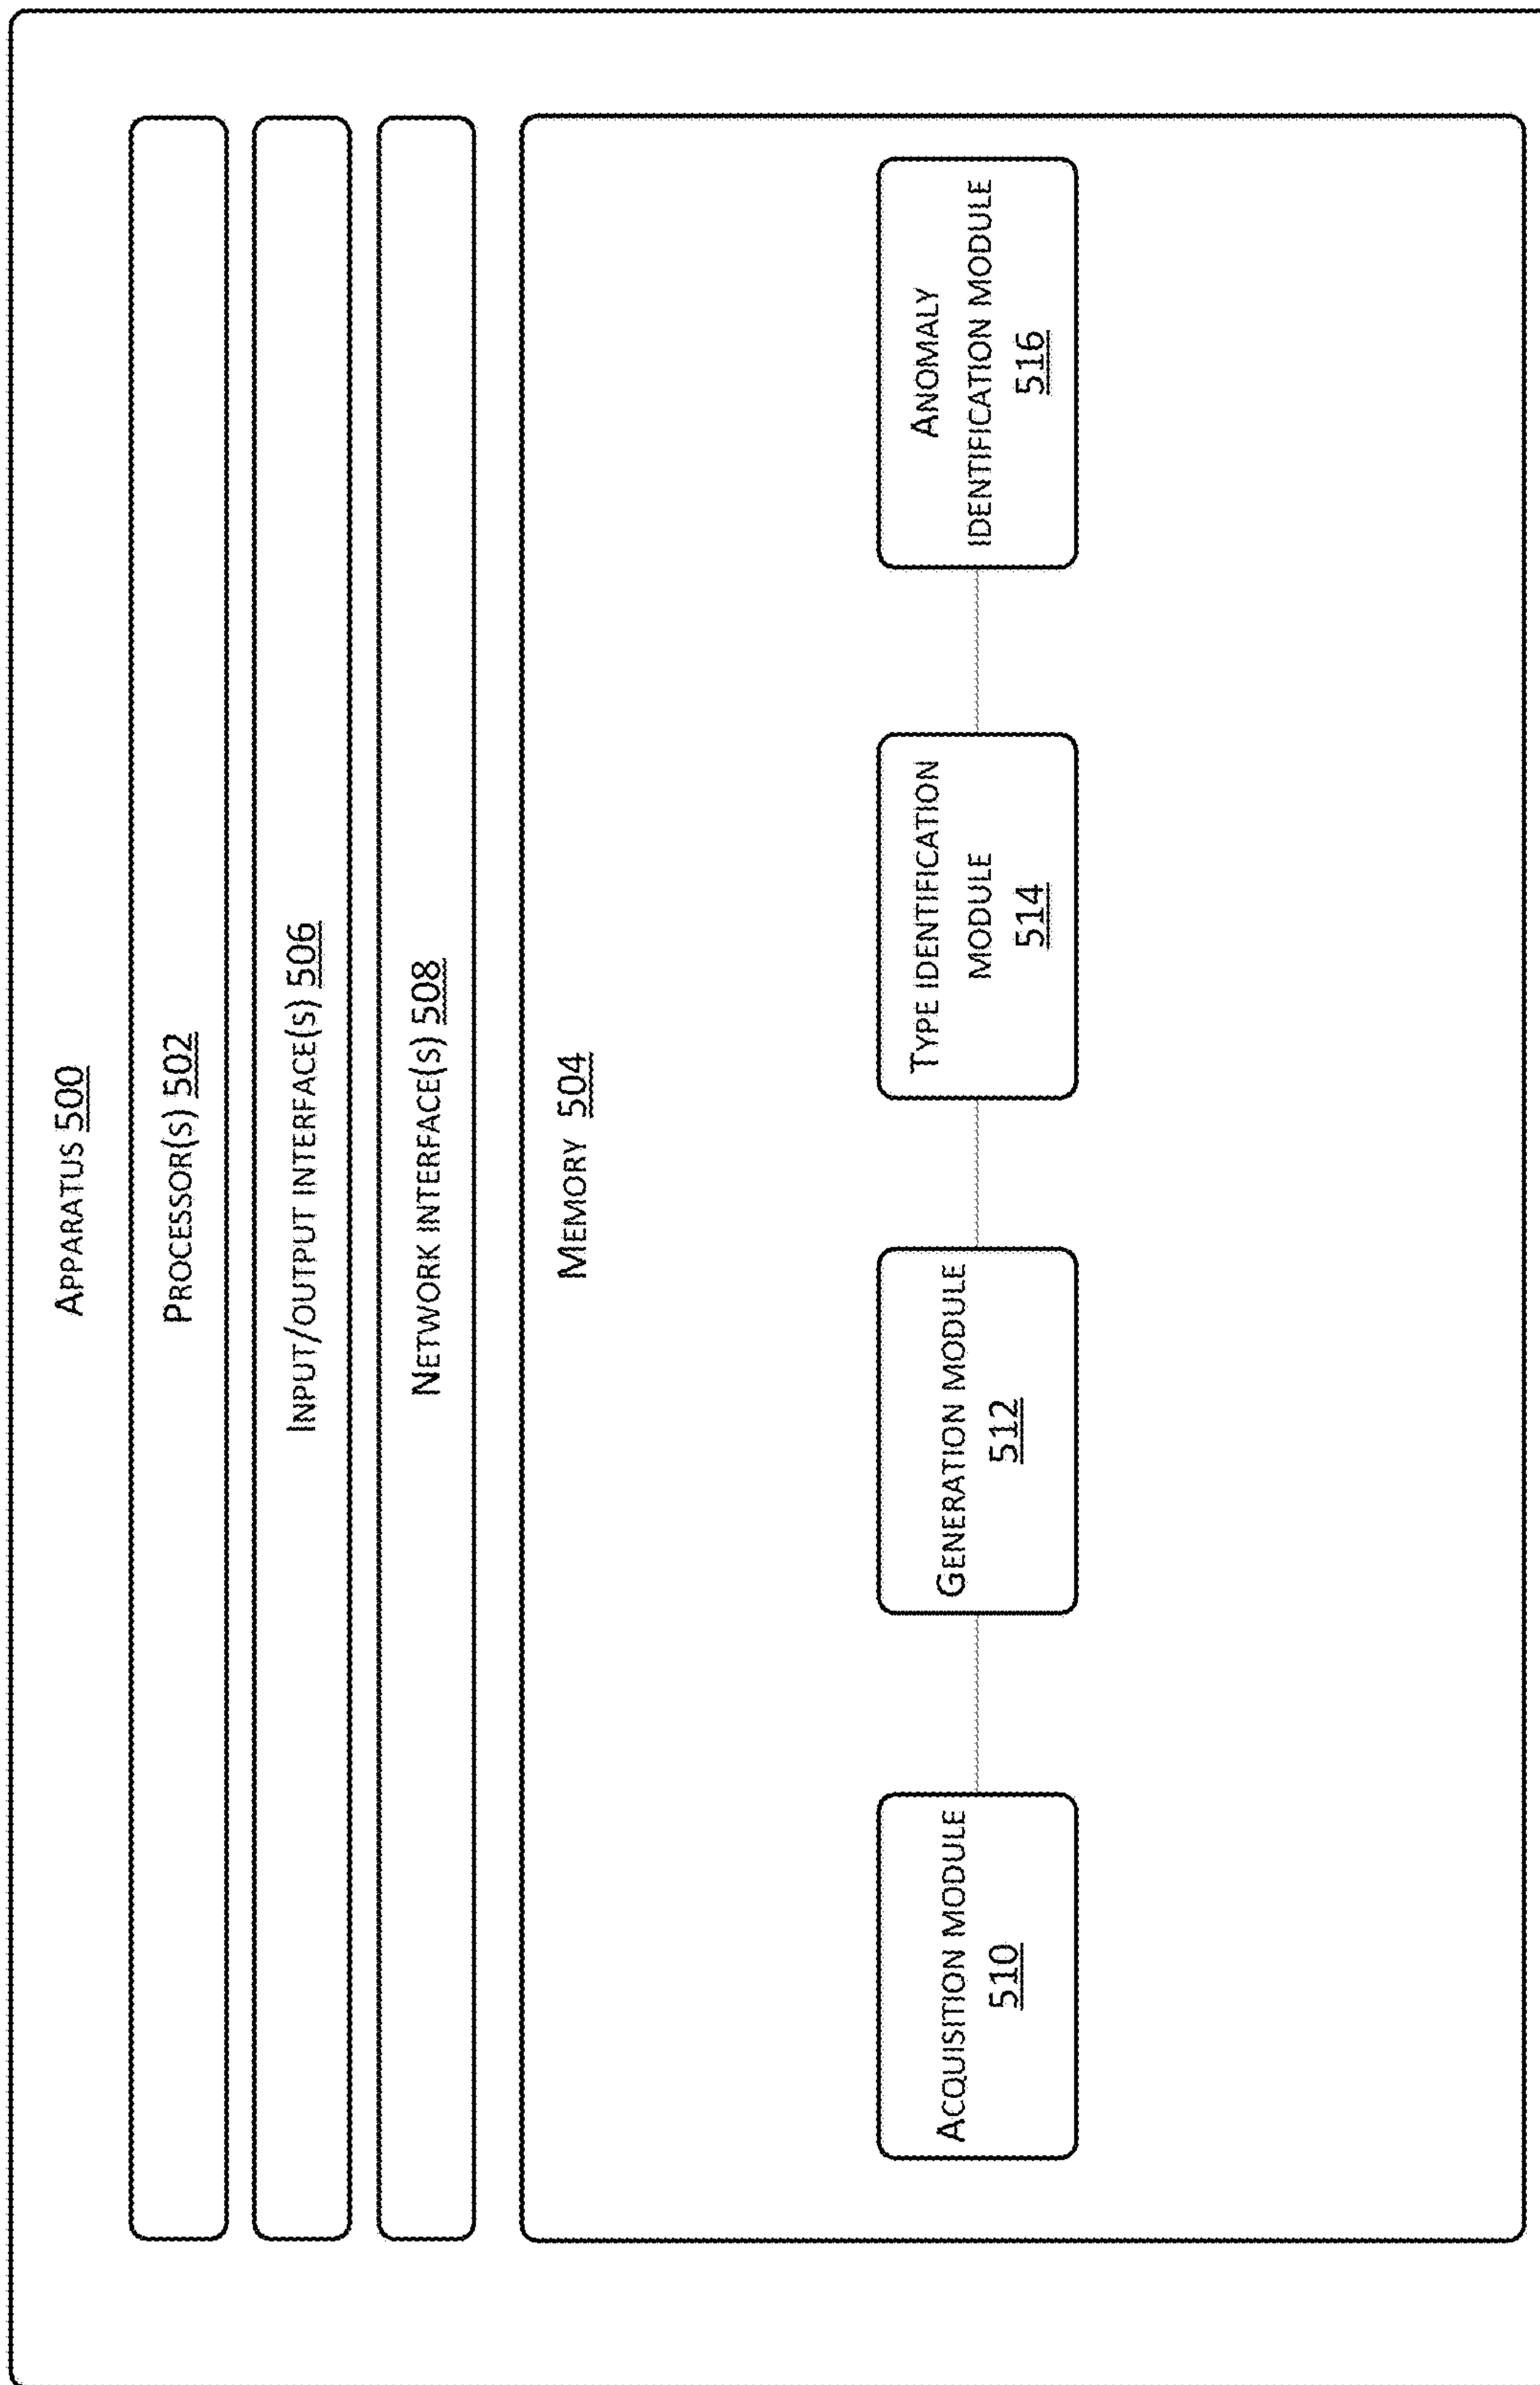 APPARATUS 500
PROCESSOR(S) 502
INPUT/OUTPUT INTERFACE(S) 506
NETWORK INTERFACE(S) 508
MEMORY 504
ACQUISITION MODULE
510
GENERATION MODULE
512
TYPE IDENTIFICATION
MODULE
514
ANOMALY
IDENTIFICATION MODULE
516